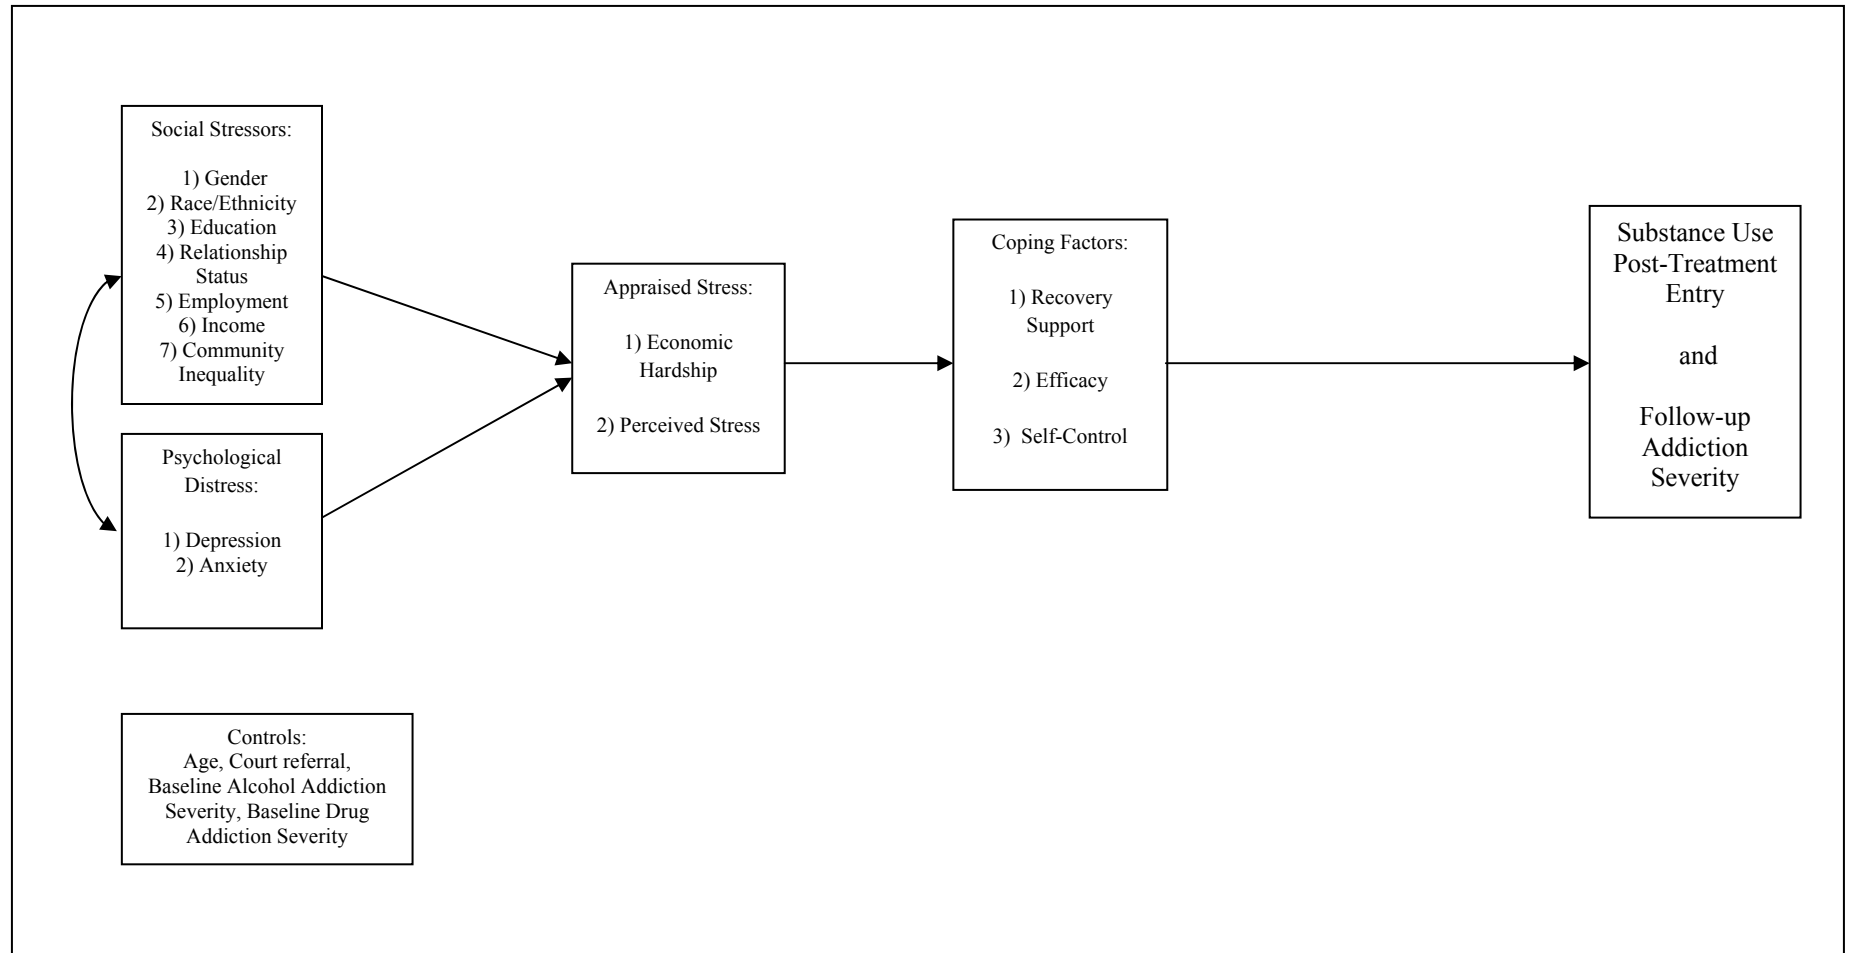 Social Stressors:
1) Gender
2) Race/Ethnicity
3) Education
4) Relationship
Status
5) Employment
6) Income
7) Community
Inequality
Psychological
Distress:
1) Depression
2) Anxiety
Controls:
Age, Court referral,
Baseline Alcohol Addiction
Severity, Baseline Drug
Addiction Severity
Appraised Stress:
1) Economic
Hardship
2) Perceived Stress
Coping Factors:
1) Recovery
Support
2) Efficacy
3) Self-Control
Substance Use
Post-Treatment
Entry
and
Follow-up
Addiction
Severity